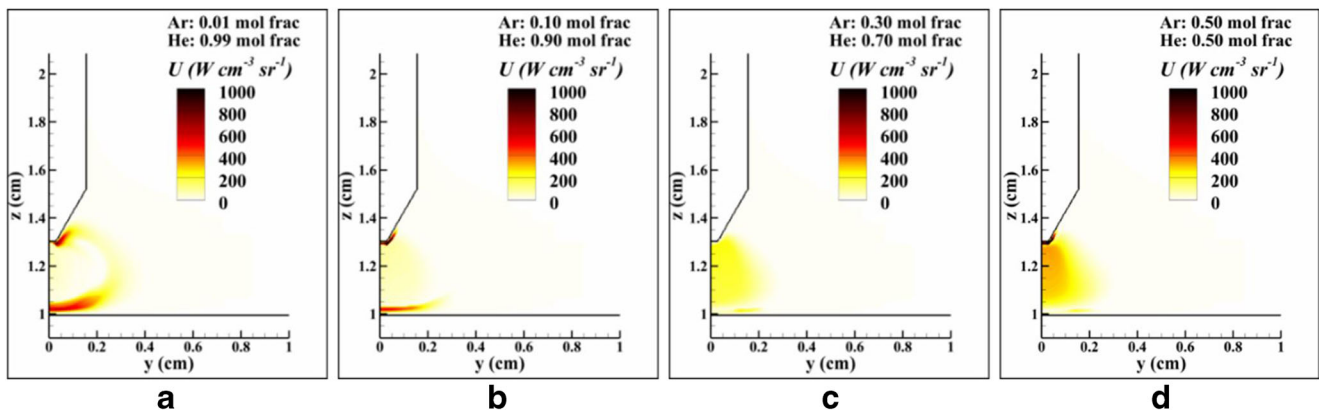 Ar: 0.01 mol frac
He: 0.99 mol frac
U (W cm⁻³ sr⁻¹)
1000
800
600
400
200
0
2
1.8
1.6
1.4
1.2
1
z (cm)
0 0.2 0.4 0.6 0.8 1
y (cm)
a
Ar: 0.10 mol frac
He: 0.90 mol frac
U (W cm⁻³ sr⁻¹)
1000
800
600
400
200
0
2
1.8
1.6
1.4
1.2
1
z (cm)
0 0.2 0.4 0.6 0.8 1
y (cm)
b
Ar: 0.30 mol frac
He: 0.70 mol frac
U (W cm⁻³ sr⁻¹)
1000
800
600
400
200
0
2
1.8
1.6
1.4
1.2
1
z (cm)
0 0.2 0.4 0.6 0.8 1
y (cm)
c
Ar: 0.50 mol frac
He: 0.50 mol frac
U (W cm⁻³ sr⁻¹)
1000
800
600
400
200
0
2
1.8
1.6
1.4
1.2
1
z (cm)
0 0.2 0.4 0.6 0.8 1
y (cm)
d